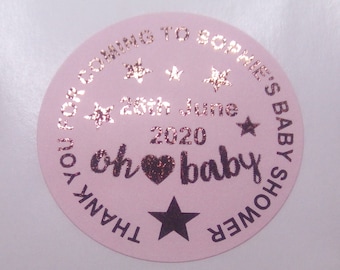 THANK YOU FOR COMING TO SOPHIE'S BABY SHOWER
28th June
2020
oh baby